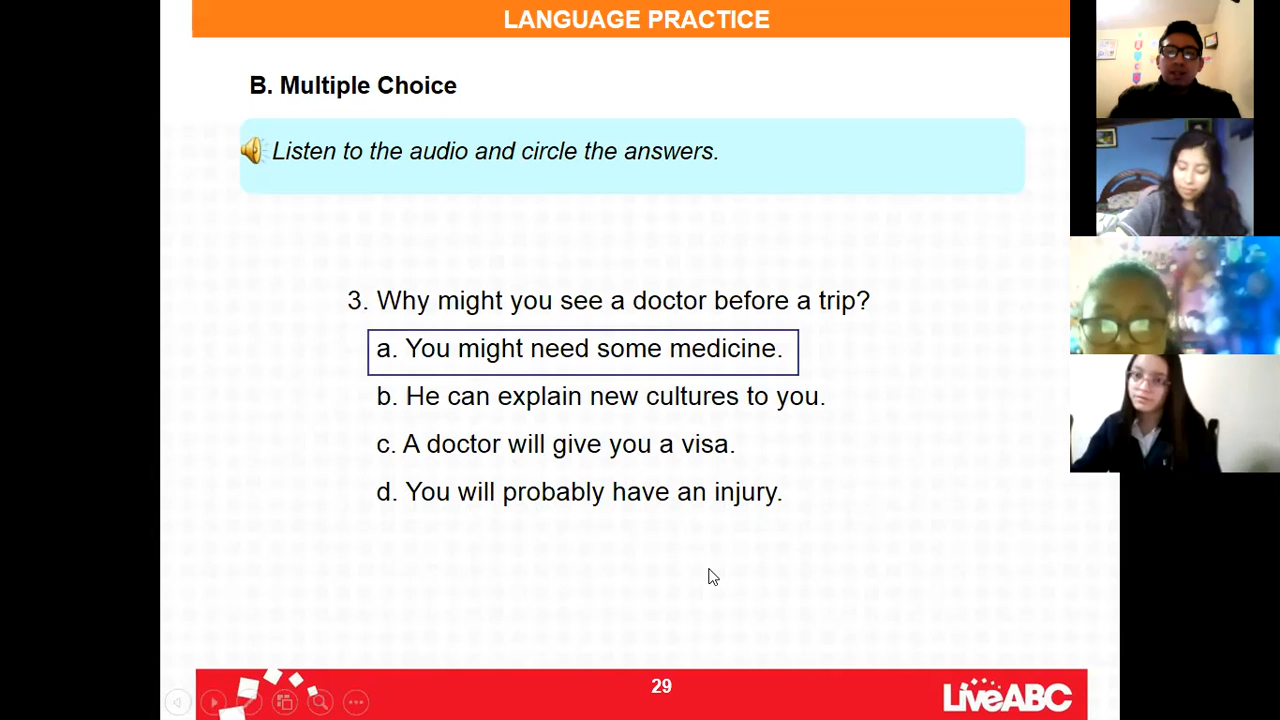 LANGUAGE PRACTICE
B. Multiple Choice
Listen to the audio and circle the answers.
3. Why might you see a doctor before a trip?
a. You might need some medicine.
b. He can explain new cultures to you.
c. A doctor will give you a visa.
d. You will probably have an injury.
29
LiveABC